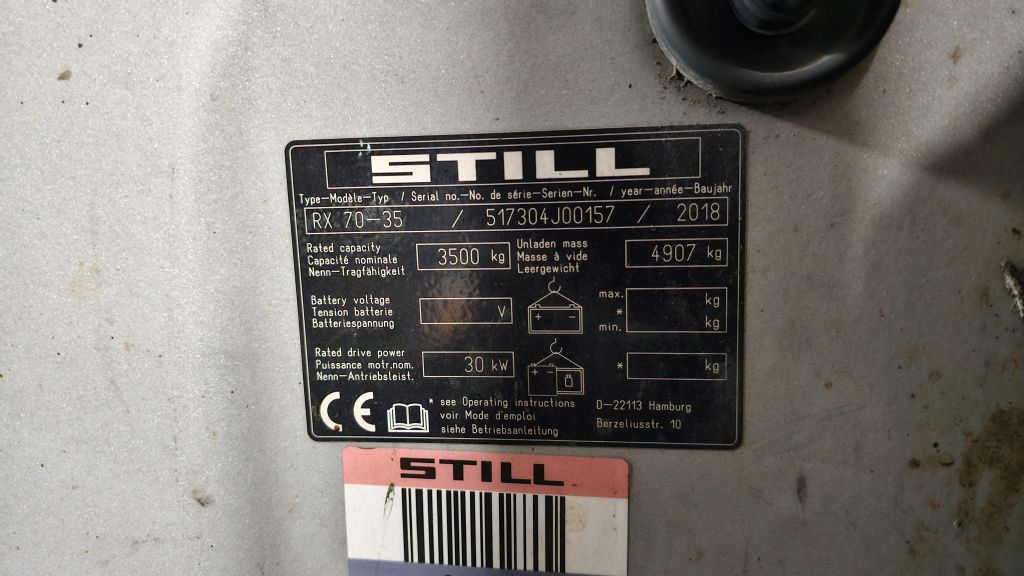 STILL
Type-Modèle-Typ / Serial no.-No. de série-Serien-Nr. / year-année-Baujahr
RX 70-35 / 517304J00157 / 2018
Rated capacity
Capacité nominale
Nenn-Tragfähigkeit
3500 kg
Unladen mass
Masse à vide
Leergewicht
4907 kg
Battery voltage
Tension batterie
Batteriespannung
V
+ -
max.
*
min.
kg
kg
Rated drive power
Puissance motr.nom.
Nenn-Antriebsleist.
30 kW
+ -
* kg
CE
* see Operating instructions
voir Mode d'emploi
siehe Betriebsanleitung
D-22113 Hamburg
Berzeliusstr. 10
STILL